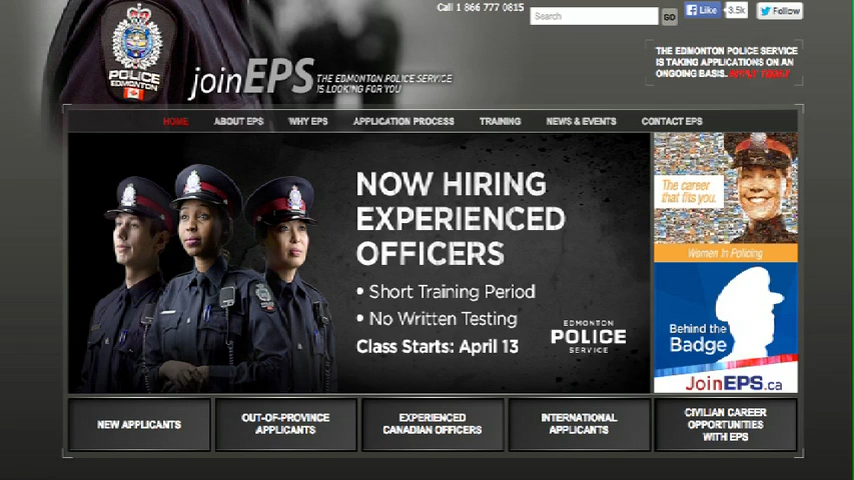 Call 1 866 777 0815
Search
GO
Like
3.5k
Follow
POLICE
EDMONTON
joinEPS
THE EDMONTON POLICE SERVICE
IS LOOKING FOR YOU
THE EDMONTON POLICE SERVICE
IS TAKING APPLICATIONS ON AN
ONGOING BASIS. APPLY TODAY!
HOME
ABOUT EPS
WHY EPS
APPLICATION PROCESS
TRAINING
NEWS & EVENTS
CONTACT EPS
NOW HIRING
EXPERIENCED
OFFICERS
• Short Training Period
• No Written Testing
Class Starts: April 13
EDMONTON
POLICE
SERVICE
The career
that fits you.
Women in Policing
Behind the
Badge
JoinEPS.ca
NEW APPLICANTS
OUT-OF-PROVINCE
APPLICANTS
EXPERIENCED
CANADIAN OFFICERS
INTERNATIONAL
APPLICANTS
CIVILIAN CAREER
OPPORTUNITIES
WITH EPS